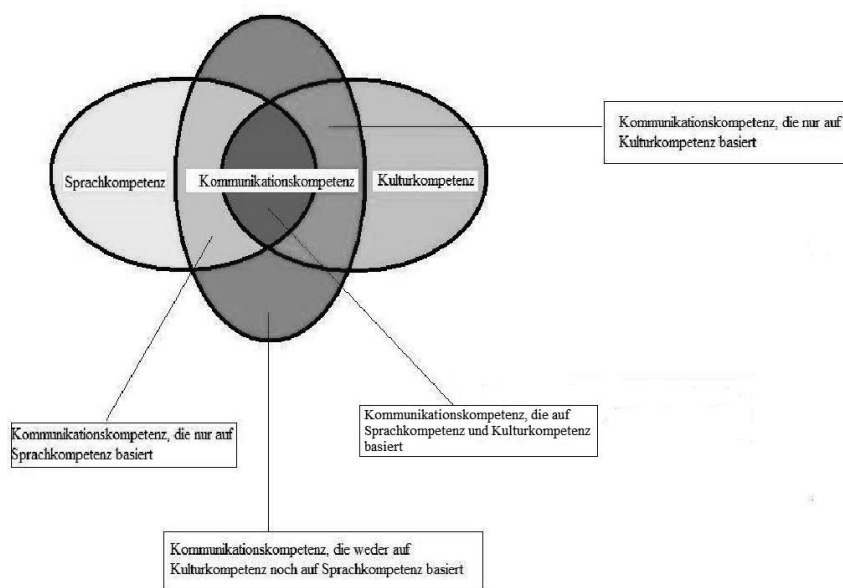 Kommunikationskompetenz, die nur auf
Kulturkompetenz basiert
Sprachkompetenz
Kommunikationskompetenz
Kulturkompetenz
Kommunikationskompetenz, die nur auf
Sprachkompetenz basiert
Kommunikationskompetenz, die auf
Sprachkompetenz und Kulturkompetenz
basiert
Kommunikationskompetenz, die weder auf
Kulturkompetenz noch auf Sprachkompetenz basiert